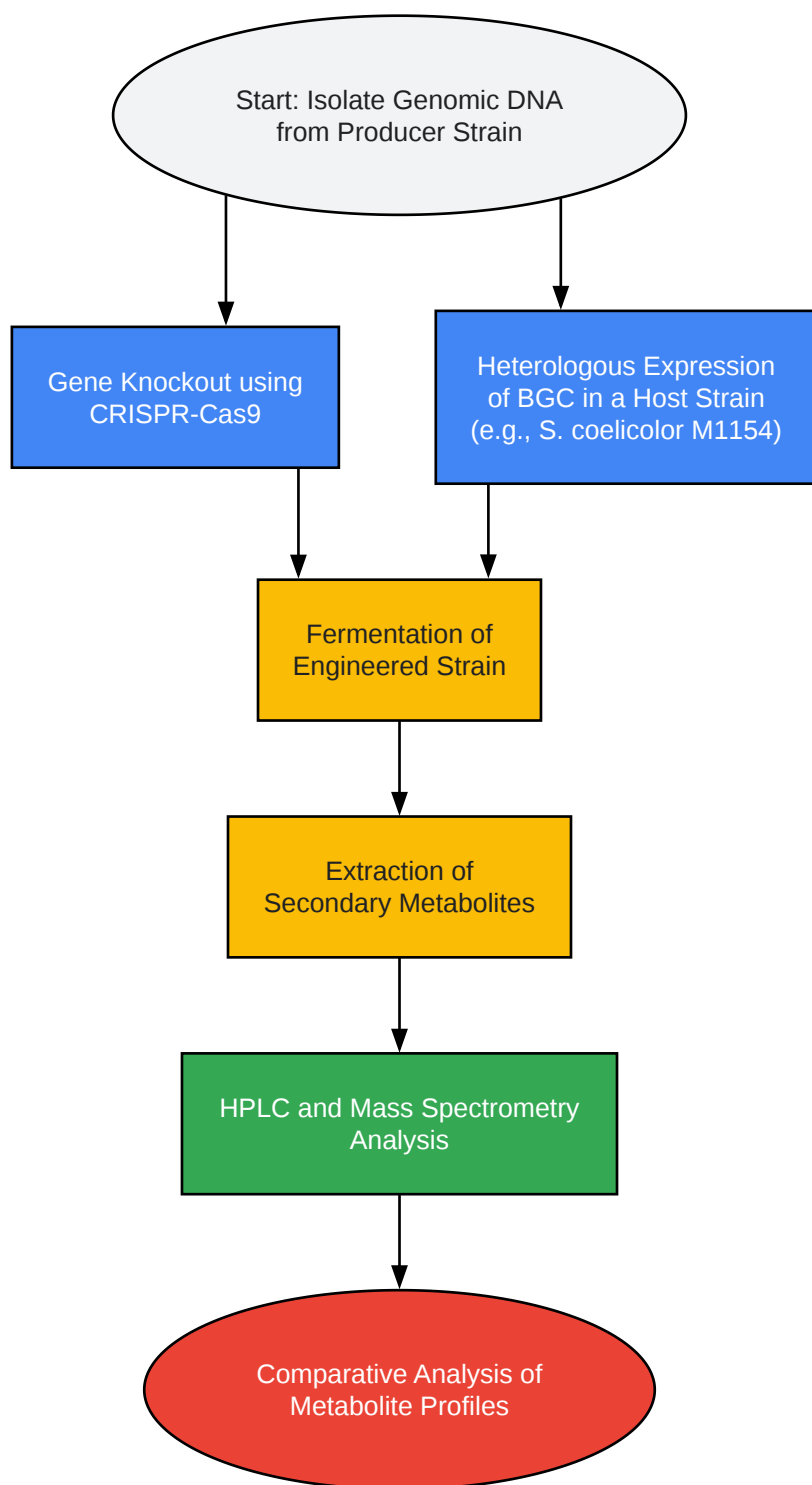 Start: Isolate Genomic DNA
from Producer Strain
Gene Knockout using
CRISPR-Cas9
Heterologous Expression
of BGC in a Host Strain
(e.g., S. coelicolor M1154)
Fermentation of
Engineered Strain
Extraction of
Secondary Metabolites
HPLC and Mass Spectrometry
Analysis
Comparative Analysis of
Metabolite Profiles